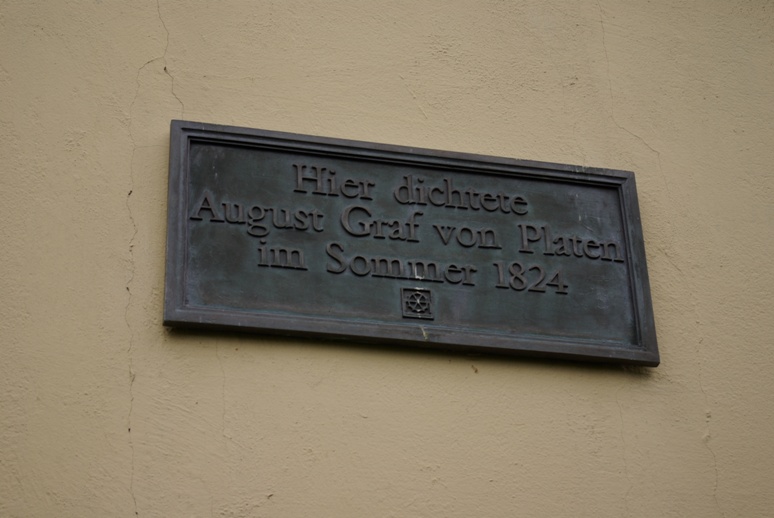 Hier dichtete
August Graf von Platen
im Sommer 1824